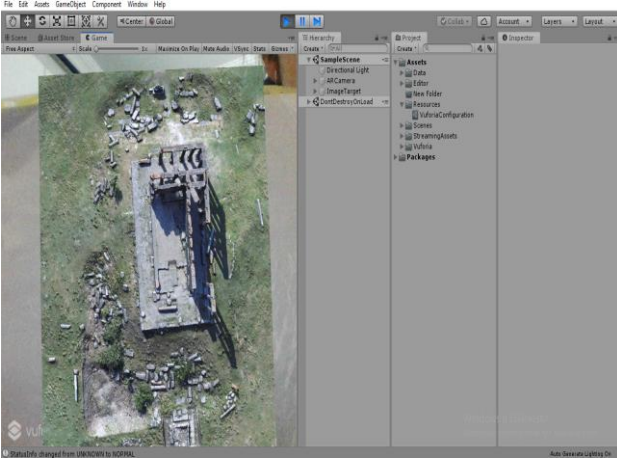 File Edit Assets GameObject Component Window Help
Center Global
Collab Account Layers Layout
Scene Asset Store Game
Free Aspect Scale 1x Maximize On Play Mute Audio VSync Stats Gizmos
Hierarchy
Create
SampleScene
Directional Light
ARCamera
ImageTarget
DontDestroyOnLoad
Project
Create
Assets
Data
Editor
New Folder
Resources
VuforiaConfiguration
Scenes
StreamingAssets
Vuforia
Packages
Inspector
StatusInfo changed from UNKNOWN to NORMAL
Auto Generate Lighting On